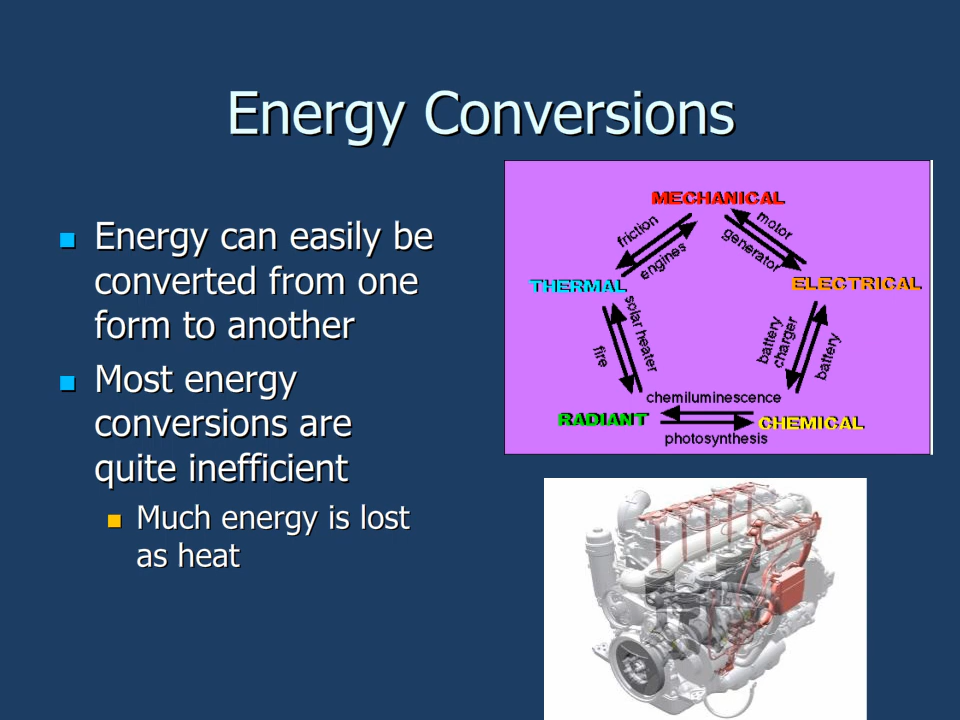 Energy Conversions
Energy can easily be
converted from one
form to another
Most energy
conversions are
quite inefficient
Much energy is lost
as heat
MECHANICAL
friction
engines
motor
generator
THERMAL
ELECTRICAL
solar heater
fire
battery
charger
battery
chemiluminescence
RADIANT
CHEMICAL
photosynthesis